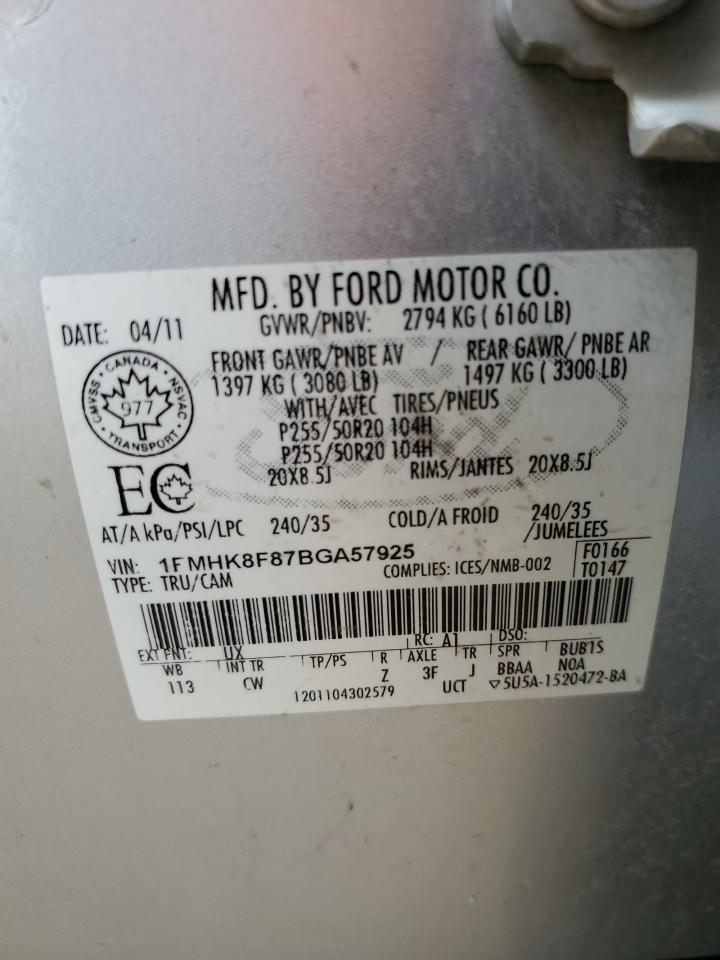 MFD. BY FORD MOTOR CO.
DATE: 04/11 GVWR/PNBV: 2794 KG ( 6160 LB)
FRONT GAWR/PNBE AV / REAR GAWR/ PNBE AR
1397 KG ( 3080 LB) 1497 KG ( 3300 LB)
WITH/AVEC TIRES/PNEUS
P255/50R20 104H
P255/50R20 104H
20X8.5J RIMS/JANTES 20X8.5J
CANADA
CMVSS · NSVAC
977
TRANSPORT
EC
AT/A kPa/PSI/LPC 240/35 COLD/A FROID 240/35
/JUMELEES
VIN: 1FMHK8F87BGA57925 F0166
TYPE: TRU/CAM COMPLIES: ICES/NMB-002 T0147
EXT PNT: UX RC: A1 DSO:
WB INT TR TP/PS R AXLE TR SPR BUB1S
113 CW Z 3F J BBAA NOA
1201104302579 UCT ▽5U5A-1520472-BA